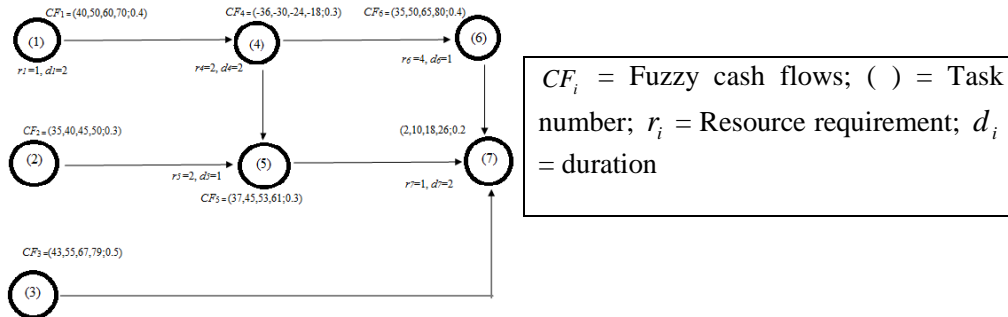 CF₁ = (40,50,60,70;0.4)
CF₄ = (-36,-30,-24,-18;0.3)
CF₆ = (35,50,65,80;0.4)
(1)
(4)
(6)
r₁=1, d₁=2
r₄=2, d₄=2
r₆=4, d₆=1
CF₂ = (35,40,45,50;0.3)
(2,10,18,26;0.2
(2)
(5)
(7)
r₅=2, d₅=1
r₇=1, d₇=2
CF₅ = (37,45,53,61;0.3)
CF₃ = (43,55,67,79;0.5)
(3)
CFᵢ = Fuzzy cash flows; ( ) = Task
number; rᵢ = Resource requirement; dᵢ
= duration